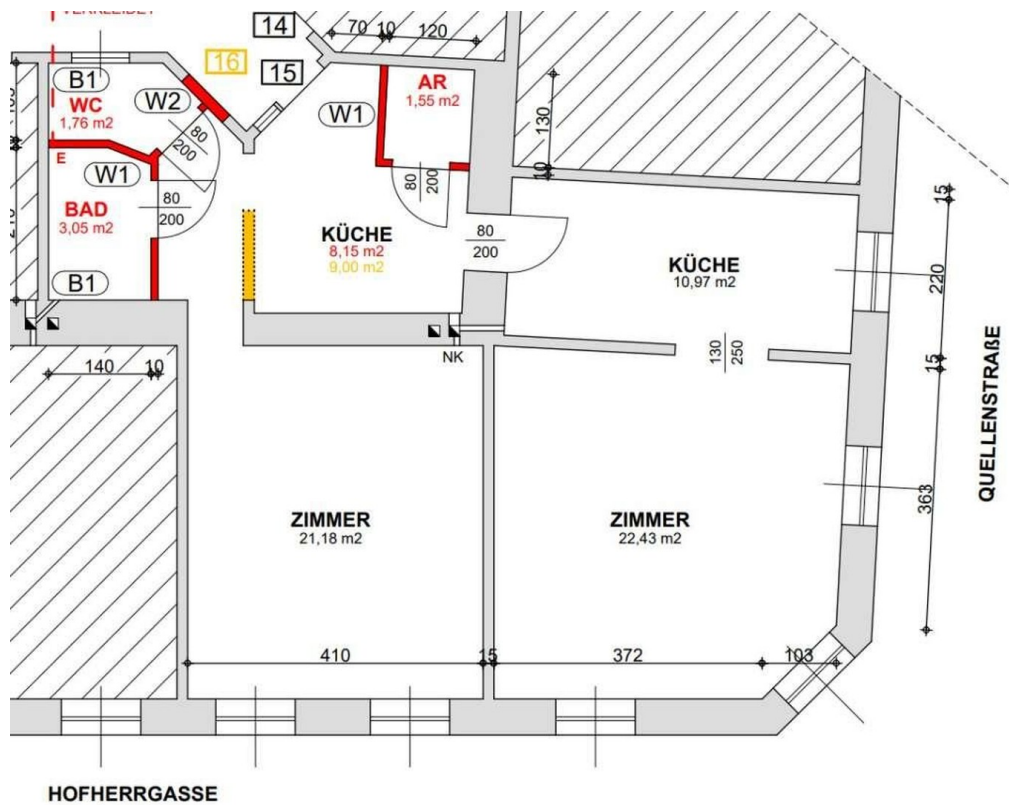 14
70
10
120
16
15
B1
WC
1,76 m2
W2
W1
AR
1,55 m2
130
10
80
200
E
W1
80
200
15
BAD
3,05 m2
80
200
KÜCHE
8,15 m2
9,00 m2
80
200
KÜCHE
10,97 m2
220
B1
NK
130
250
15
140
10
QUELLENSTRAßE
363
ZIMMER
21,18 m2
ZIMMER
22,43 m2
410
15
372
103
HOFHERRGASSE